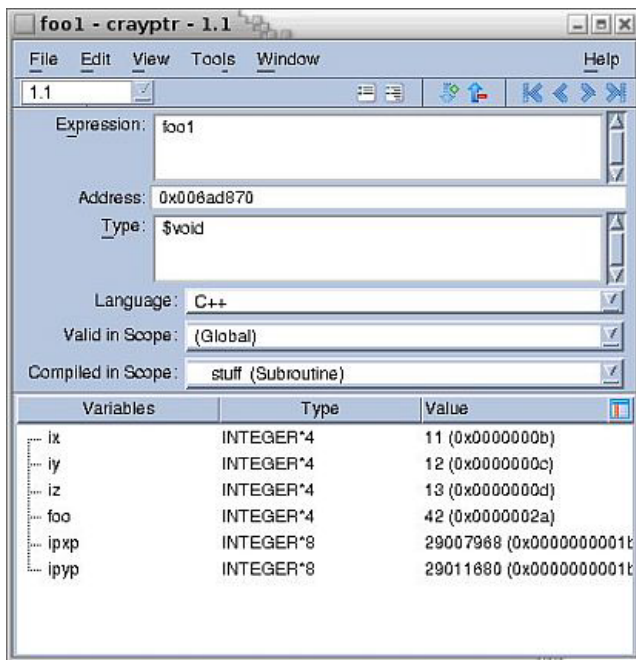 foo1 - crayptr - 1.1
File Edit View Tools Window Help
1.1
Expression: foo1
Address: 0x006ad870
Type: $void
Language: C++
Valid in Scope: (Global)
Compiled in Scope: stuff (Subroutine)
Variables Type Value
ix INTEGER*4 11 (0x0000000b)
iy INTEGER*4 12 (0x0000000c)
iz INTEGER*4 13 (0x0000000d)
foo INTEGER*4 42 (0x0000002a)
ipxp INTEGER*8 29007968 (0x0000000001b
ipyp INTEGER*8 29011680 (0x0000000001b